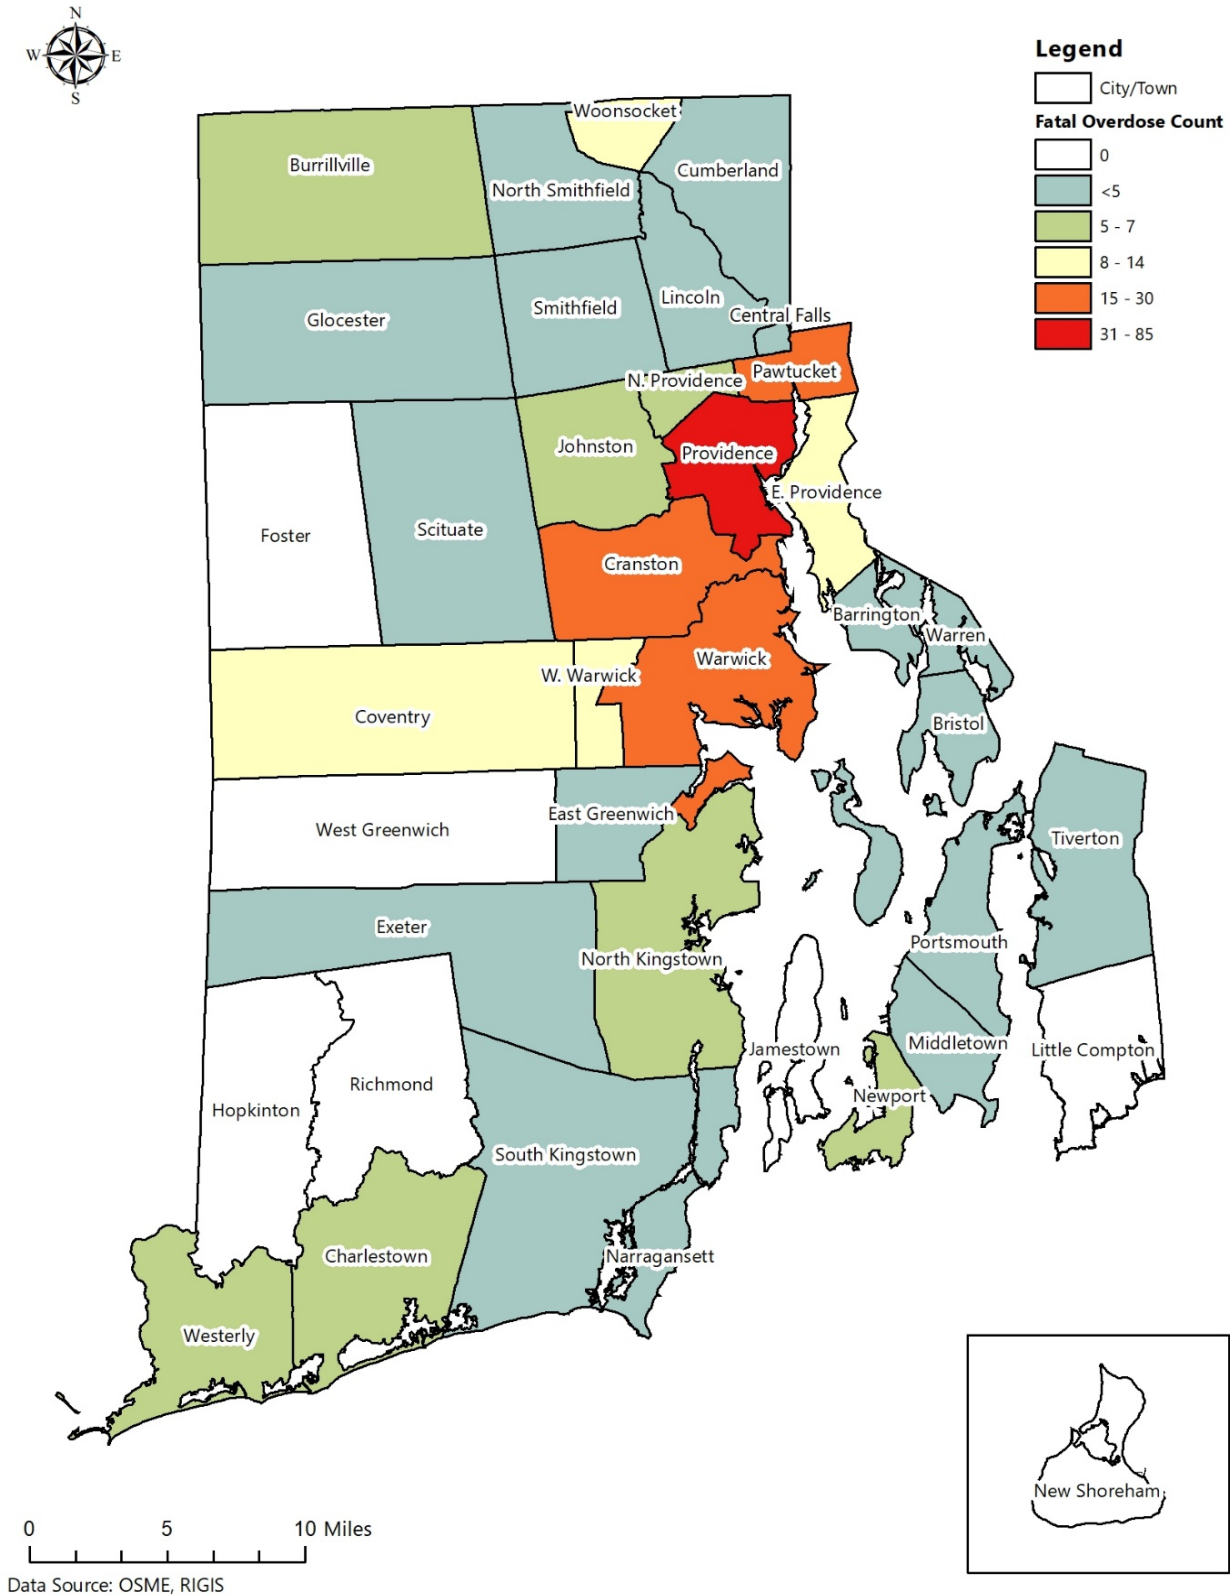 N
W E
S
Legend
City/Town
Fatal Overdose Count
0
<5
5 - 7
8 - 14
15 - 30
31 - 85
Woonsocket
Burrillville
Cumberland
North Smithfield
Lincoln
Smithfield
Central Falls
Glocester
Pawtucket
N. Providence
Johnston
Providence
E. Providence
Scituate
Foster
Cranston
Barrington
Warren
Warwick
W. Warwick
Coventry
Bristol
East Greenwich
West Greenwich
Tiverton
Exeter
Portsmouth
North Kingstown
Middletown
Jamestown
Little Compton
Richmond
Newport
Hopkinton
South Kingstown
Charlestown
Narragansett
Westerly
New Shoreham
0 5 10 Miles
Data Source: OSME, RIGIS